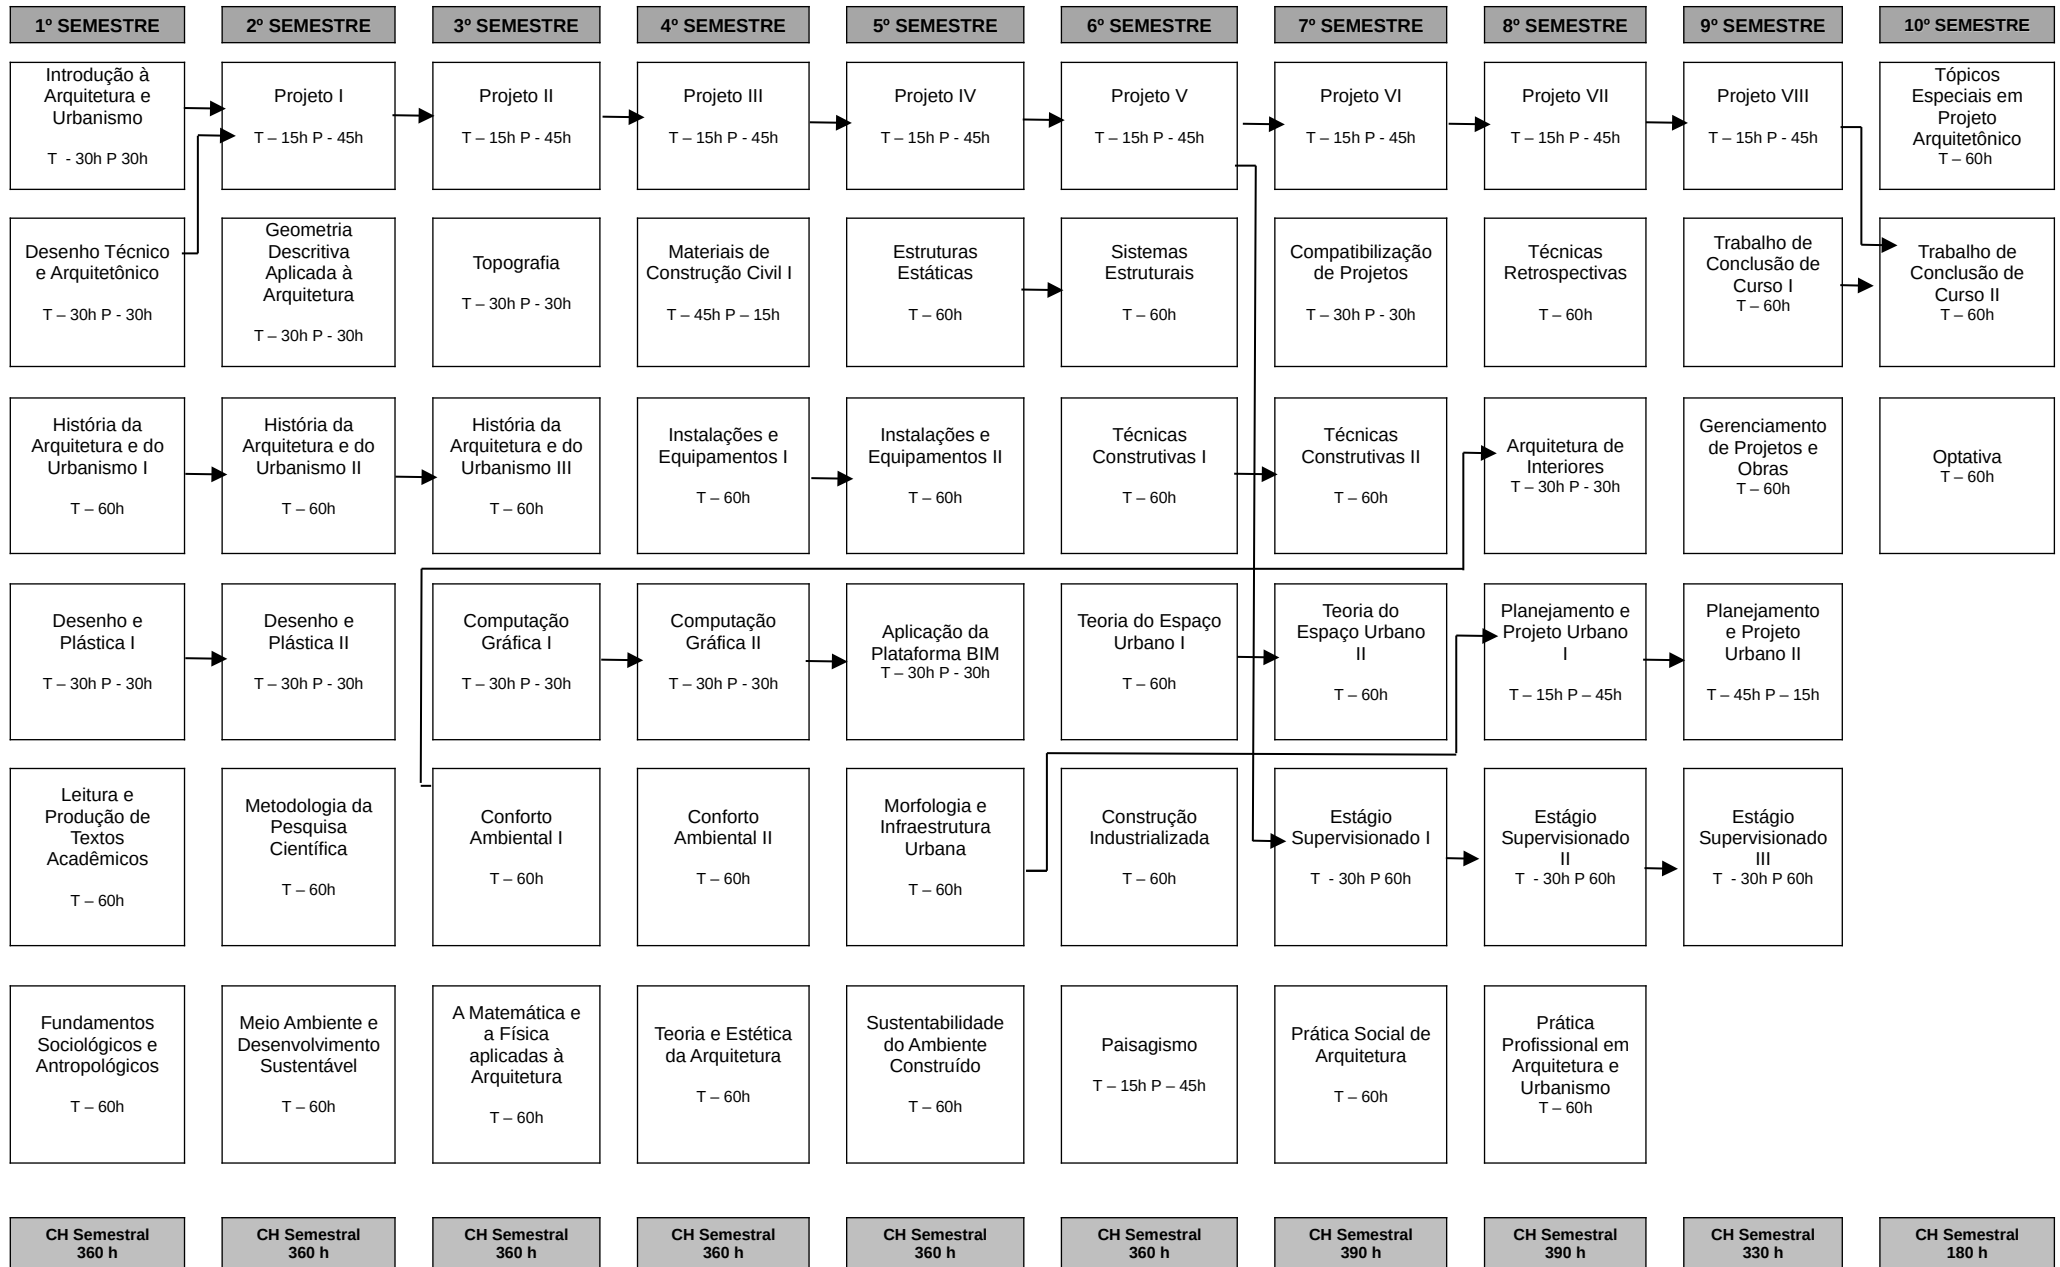 1º SEMESTRE
2º SEMESTRE
3º SEMESTRE
4º SEMESTRE
5º SEMESTRE
6º SEMESTRE
7º SEMESTRE
8º SEMESTRE
9º SEMESTRE
10º SEMESTRE
Introdução à
Arquitetura e
Urbanismo
T - 30h P 30h
Projeto I
T – 15h P - 45h
Projeto II
T – 15h P - 45h
Projeto III
T – 15h P - 45h
Projeto IV
T – 15h P - 45h
Projeto V
T – 15h P - 45h
Projeto VI
T – 15h P - 45h
Projeto VII
T – 15h P - 45h
Projeto VIII
T – 15h P - 45h
Tópicos
Especiais em
Projeto
Arquitetônico
T – 60h
Desenho Técnico
e Arquitetônico
T – 30h P - 30h
Geometria
Descritiva
Aplicada à
Arquitetura
T – 30h P - 30h
Topografia
T – 30h P - 30h
Materiais de
Construção Civil I
T – 45h P – 15h
Estruturas
Estáticas
T – 60h
Sistemas
Estruturais
T – 60h
Compatibilização
de Projetos
T – 30h P - 30h
Técnicas
Retrospectivas
T – 60h
Trabalho de
Conclusão de
Curso I
T – 60h
Trabalho de
Conclusão de
Curso II
T – 60h
História da
Arquitetura e do
Urbanismo I
T – 60h
História da
Arquitetura e do
Urbanismo II
T – 60h
História da
Arquitetura e do
Urbanismo III
T – 60h
Instalações e
Equipamentos I
T – 60h
Instalações e
Equipamentos II
T – 60h
Técnicas
Construtivas I
T – 60h
Técnicas
Construtivas II
T – 60h
Arquitetura de
Interiores
T – 30h P - 30h
Gerenciamento
de Projetos e
Obras
T – 60h
Optativa
T – 60h
Desenho e
Plástica I
T – 30h P - 30h
Desenho e
Plástica II
T – 30h P - 30h
Computação
Gráfica I
T – 30h P - 30h
Computação
Gráfica II
T – 30h P - 30h
Aplicação da
Plataforma BIM
T – 30h P - 30h
Teoria do Espaço
Urbano I
T – 60h
Teoria do
Espaço Urbano
II
T – 60h
Planejamento e
Projeto Urbano
I
T – 15h P – 45h
Planejamento
e Projeto
Urbano II
T – 45h P – 15h
Leitura e
Produção de
Textos
Acadêmicos
T – 60h
Metodologia da
Pesquisa
Científica
T – 60h
Conforto
Ambiental I
T – 60h
Conforto
Ambiental II
T – 60h
Morfologia e
Infraestrutura
Urbana
T – 60h
Construção
Industrializada
T – 60h
Estágio
Supervisionado I
T - 30h P 60h
Estágio
Supervisionado
II
T - 30h P 60h
Estágio
Supervisionado
III
T - 30h P 60h
Fundamentos
Sociológicos e
Antropológicos
T – 60h
Meio Ambiente e
Desenvolvimento
Sustentável
T – 60h
A Matemática e
a Física
aplicadas à
Arquitetura
T – 60h
Teoria e Estética
da Arquitetura
T – 60h
Sustentabilidade
do Ambiente
Construído
T – 60h
Paisagismo
T – 15h P – 45h
Prática Social de
Arquitetura
T – 60h
Prática
Profissional em
Arquitetura e
Urbanismo
T – 60h
CH Semestral
360 h
CH Semestral
360 h
CH Semestral
360 h
CH Semestral
360 h
CH Semestral
360 h
CH Semestral
360 h
CH Semestral
390 h
CH Semestral
390 h
CH Semestral
330 h
CH Semestral
180 h